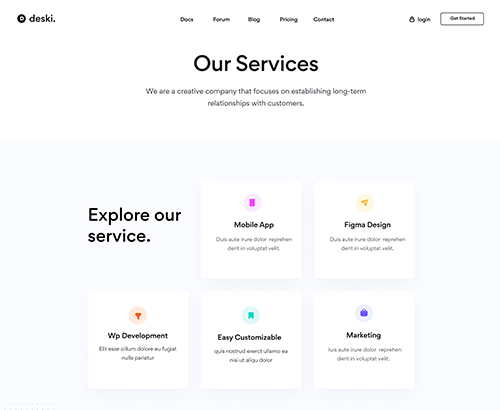 deski.
Docs
Forum
Blog
Pricing
Contact
login
Get Started
Our Services
We are a creative company that focuses on establishing long-term
relationships with customers.
Explore our
service.
Mobile App
Duis aute irure dolor reprehen
derit in voluptat velit.
Figma Design
Duis aute irure dolor reprehen
derit in voluptat velit.
Wp Development
Elit esse cillum dolore eu fugiat
nulla pariatur
Easy Customizable
quis nostrud exerct ullamo ea
nisi ut aliqu dolor
Marketing
Juis aute irure dolor reprehen
derit in voluptat velit.